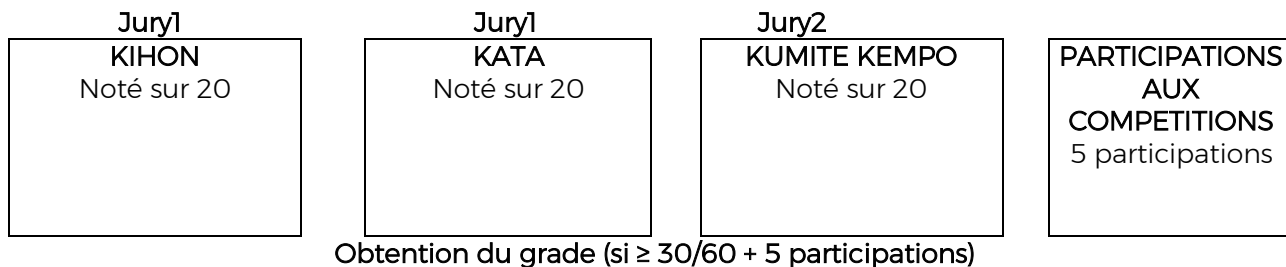 Jury1
KIHON
Noté sur 20
Jury1
KATA
Noté sur 20
Jury2
KUMITE KEMPO
Noté sur 20
PARTICIPATIONS
AUX
COMPETITIONS
5 participations
Obtention du grade (si ≥ 30/60 + 5 participations)